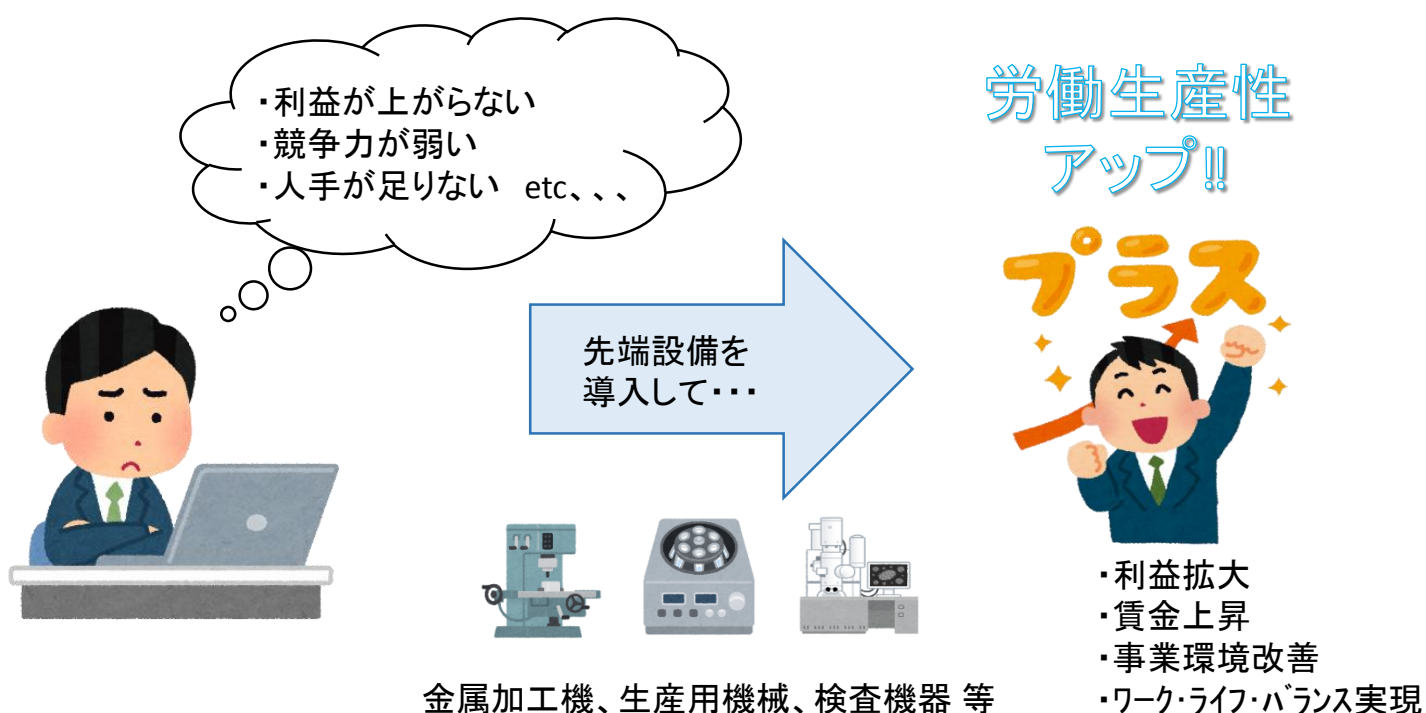 ・利益が上がらない
・競争力が弱い
・人手が足りない etc、、、
先端設備を
導入して・・・
金属加工機、生産用機械、検査機器 等
労働生産性
アップ!!
プラス
・利益拡大
・賃金上昇
・事業環境改善
・ワーク・ライフ・バランス実現